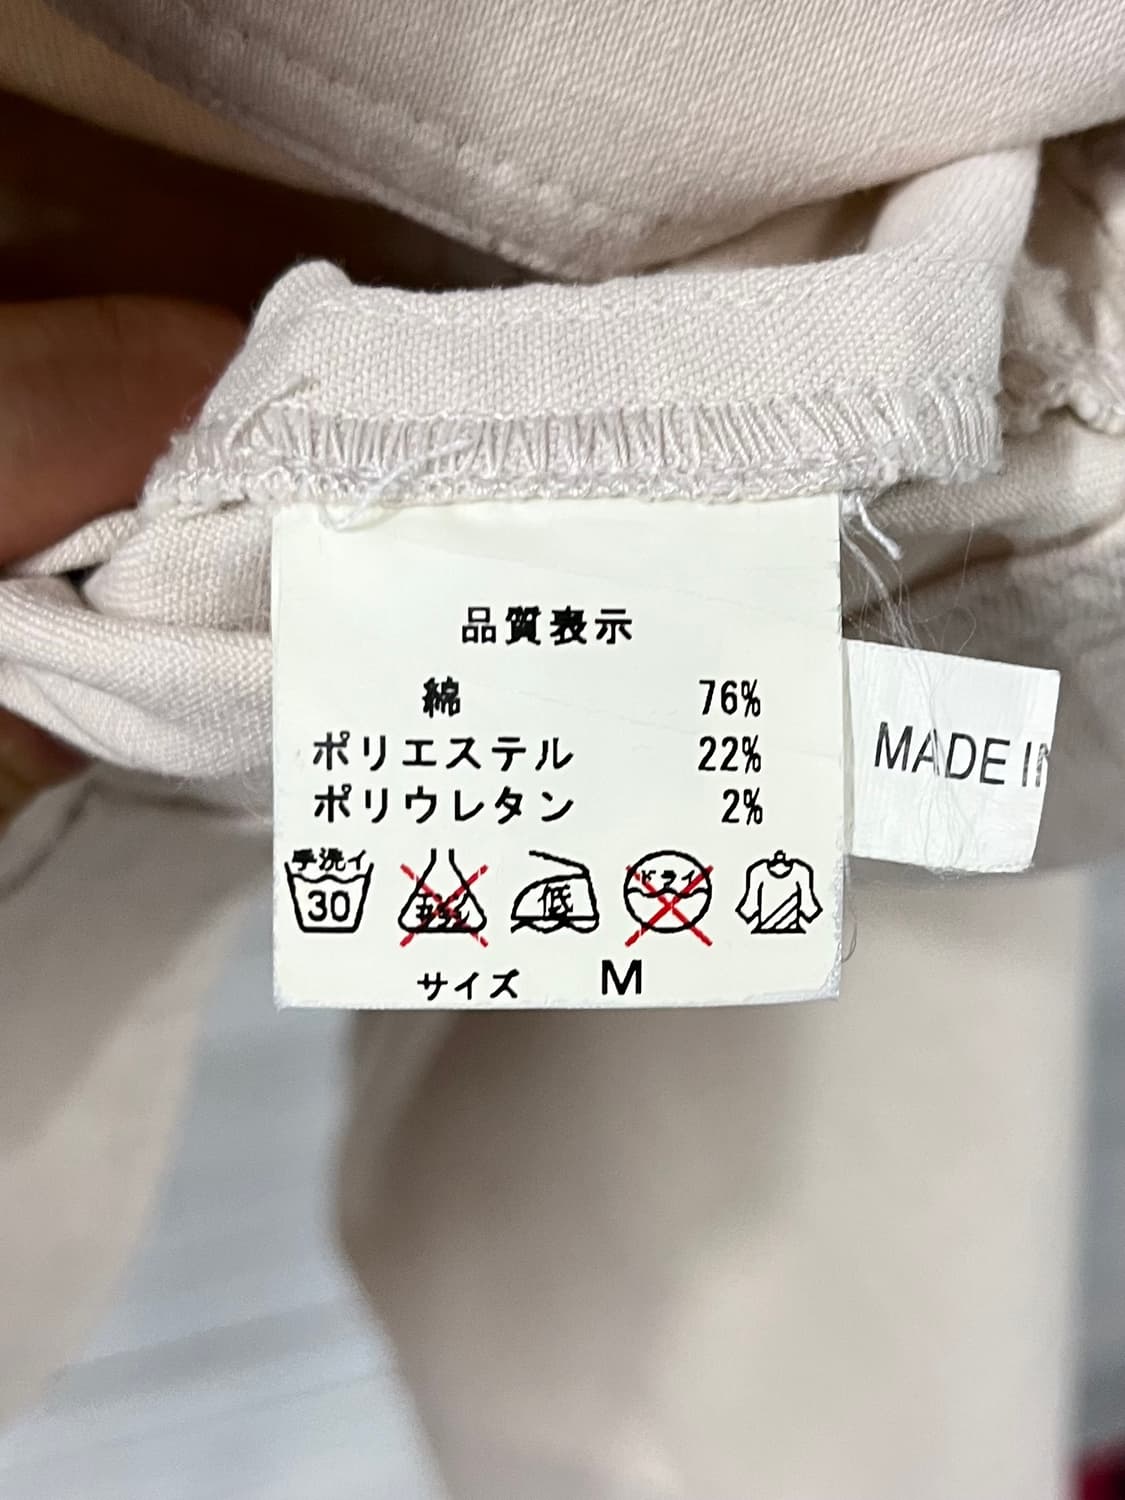 品質表示
綿 76%
ポリエステル 22%
ポリウレタン 2%
手洗イ 30 低 ドライ
サイズ M
MADE IN